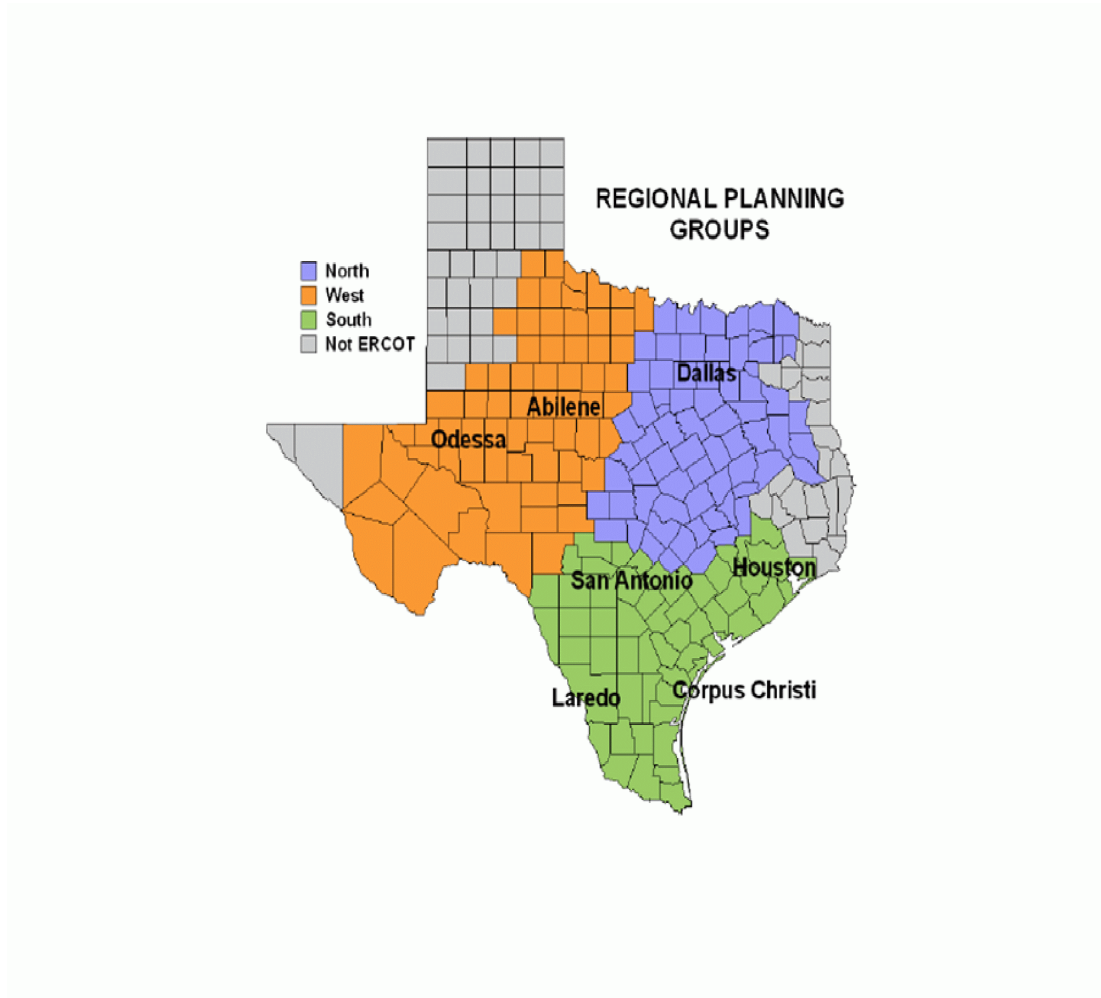 REGIONAL PLANNING
GROUPS
North
West
South
Not ERCOT
Dallas
Abilene
Odessa
Houston
San Antonio
Corpus Christi
Laredo